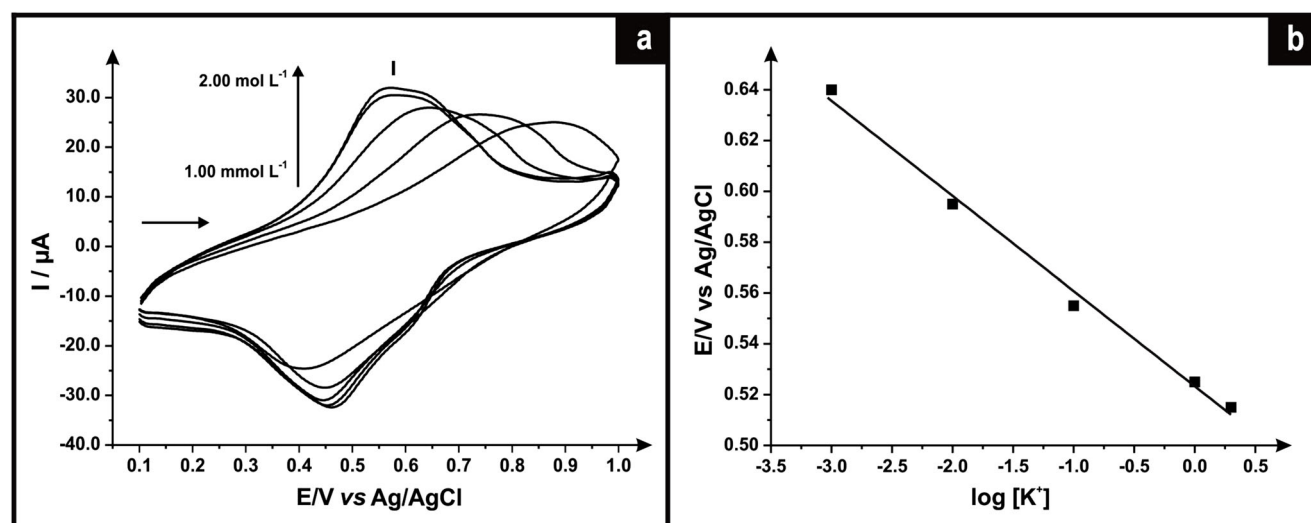 a
I
2.00 mol L⁻¹
1.00 mmol L⁻¹
30.0
20.0
10.0
0.0
-10.0
-20.0
-30.0
-40.0
I / µA
0.1 0.2 0.3 0.4 0.5 0.6 0.7 0.8 0.9 1.0
E/V vs Ag/AgCl
b
0.64
0.62
0.60
0.58
0.56
0.54
0.52
0.50
E/V vs Ag/AgCl
-3.5 -3.0 -2.5 -2.0 -1.5 -1.0 -0.5 0.0 0.5
log [K⁺]